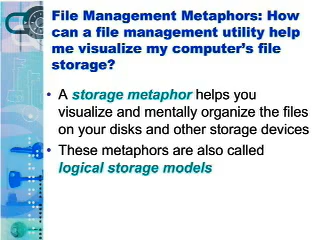 File Management Metaphors: How
can a file management utility help
me visualize my computer's file
storage?
• A storage metaphor helps you
visualize and mentally organize the files
on your disks and other storage devices
• These metaphors are also called
logical storage models